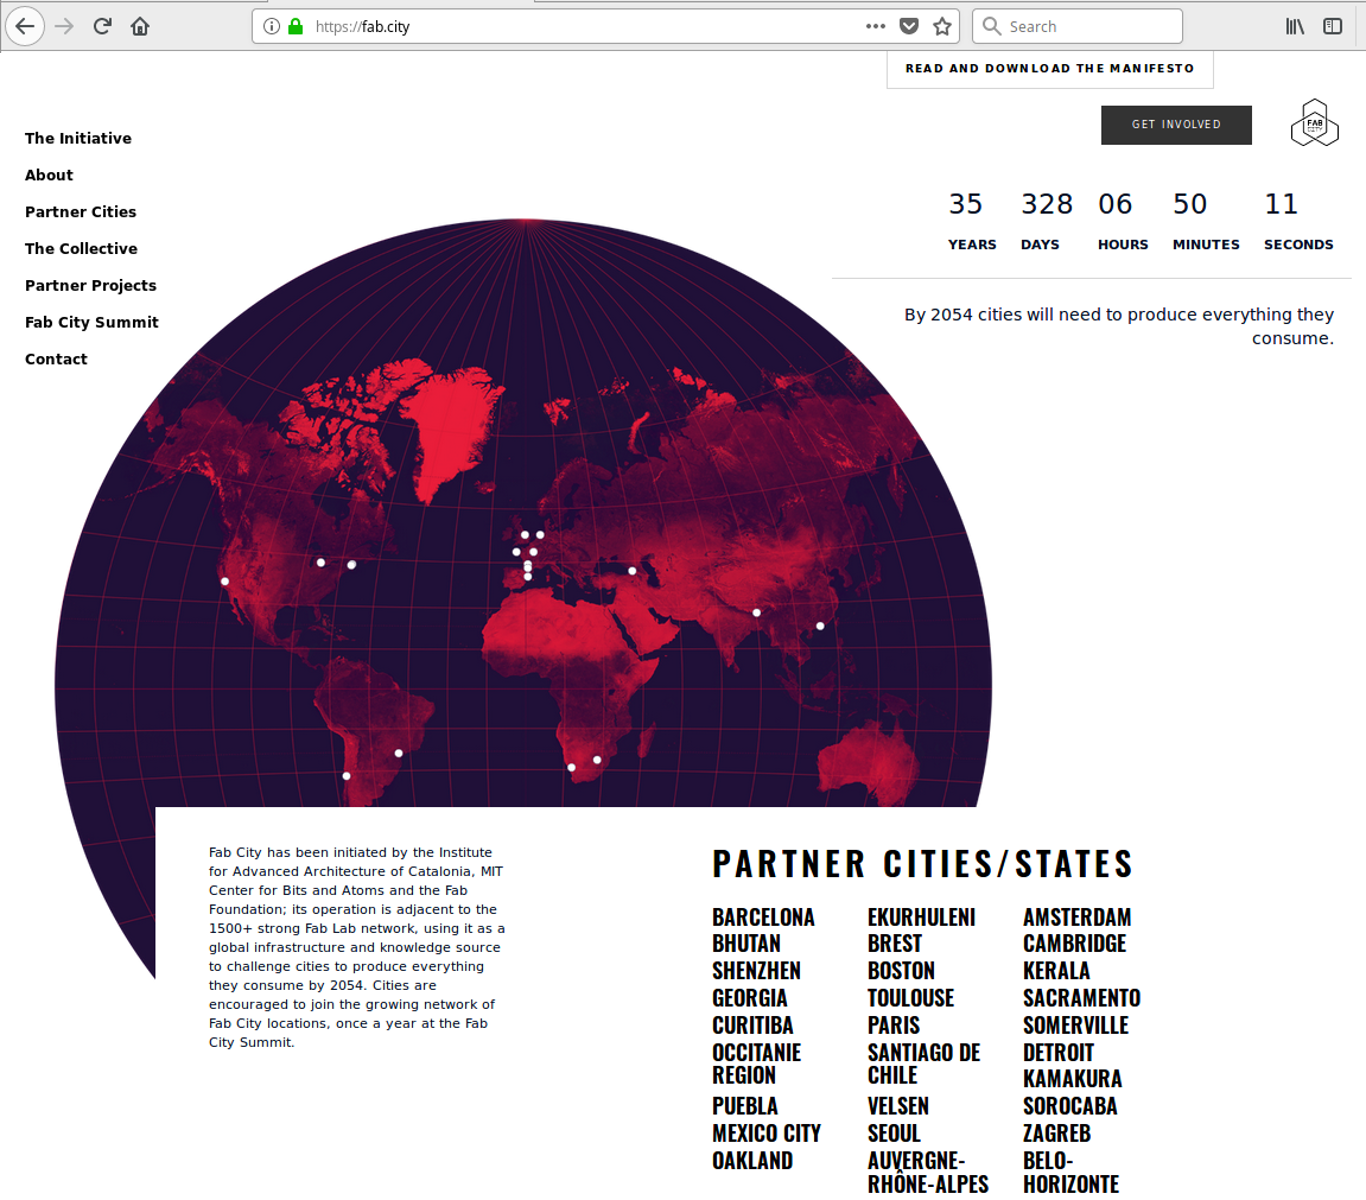 https://fab.city
Search
READ AND DOWNLOAD THE MANIFESTO
GET INVOLVED
FAB
CITY
The Initiative
About
Partner Cities
The Collective
Partner Projects
Fab City Summit
Contact
35 328 06 50 11
YEARS DAYS HOURS MINUTES SECONDS
By 2054 cities will need to produce everything they
consume.
Fab City has been initiated by the Institute
for Advanced Architecture of Catalonia, MIT
Center for Bits and Atoms and the Fab
Foundation; its operation is adjacent to the
1500+ strong Fab Lab network, using it as a
global infrastructure and knowledge source
to challenge cities to produce everything
they consume by 2054. Cities are
encouraged to join the growing network of
Fab City locations, once a year at the Fab
City Summit.
PARTNER CITIES/STATES
BARCELONA
BHUTAN
SHENZHEN
GEORGIA
CURITIBA
OCCITANIE
REGION
PUEBLA
MEXICO CITY
OAKLAND
EKURHULENI
BREST
BOSTON
TOULOUSE
PARIS
SANTIAGO DE
CHILE
VELSEN
SEOUL
AUVERGNE-
RHÔNE-ALPES
AMSTERDAM
CAMBRIDGE
KERALA
SACRAMENTO
SOMERVILLE
DETROIT
KAMAKURA
SOROCABA
ZAGREB
BELO-
HORIZONTE